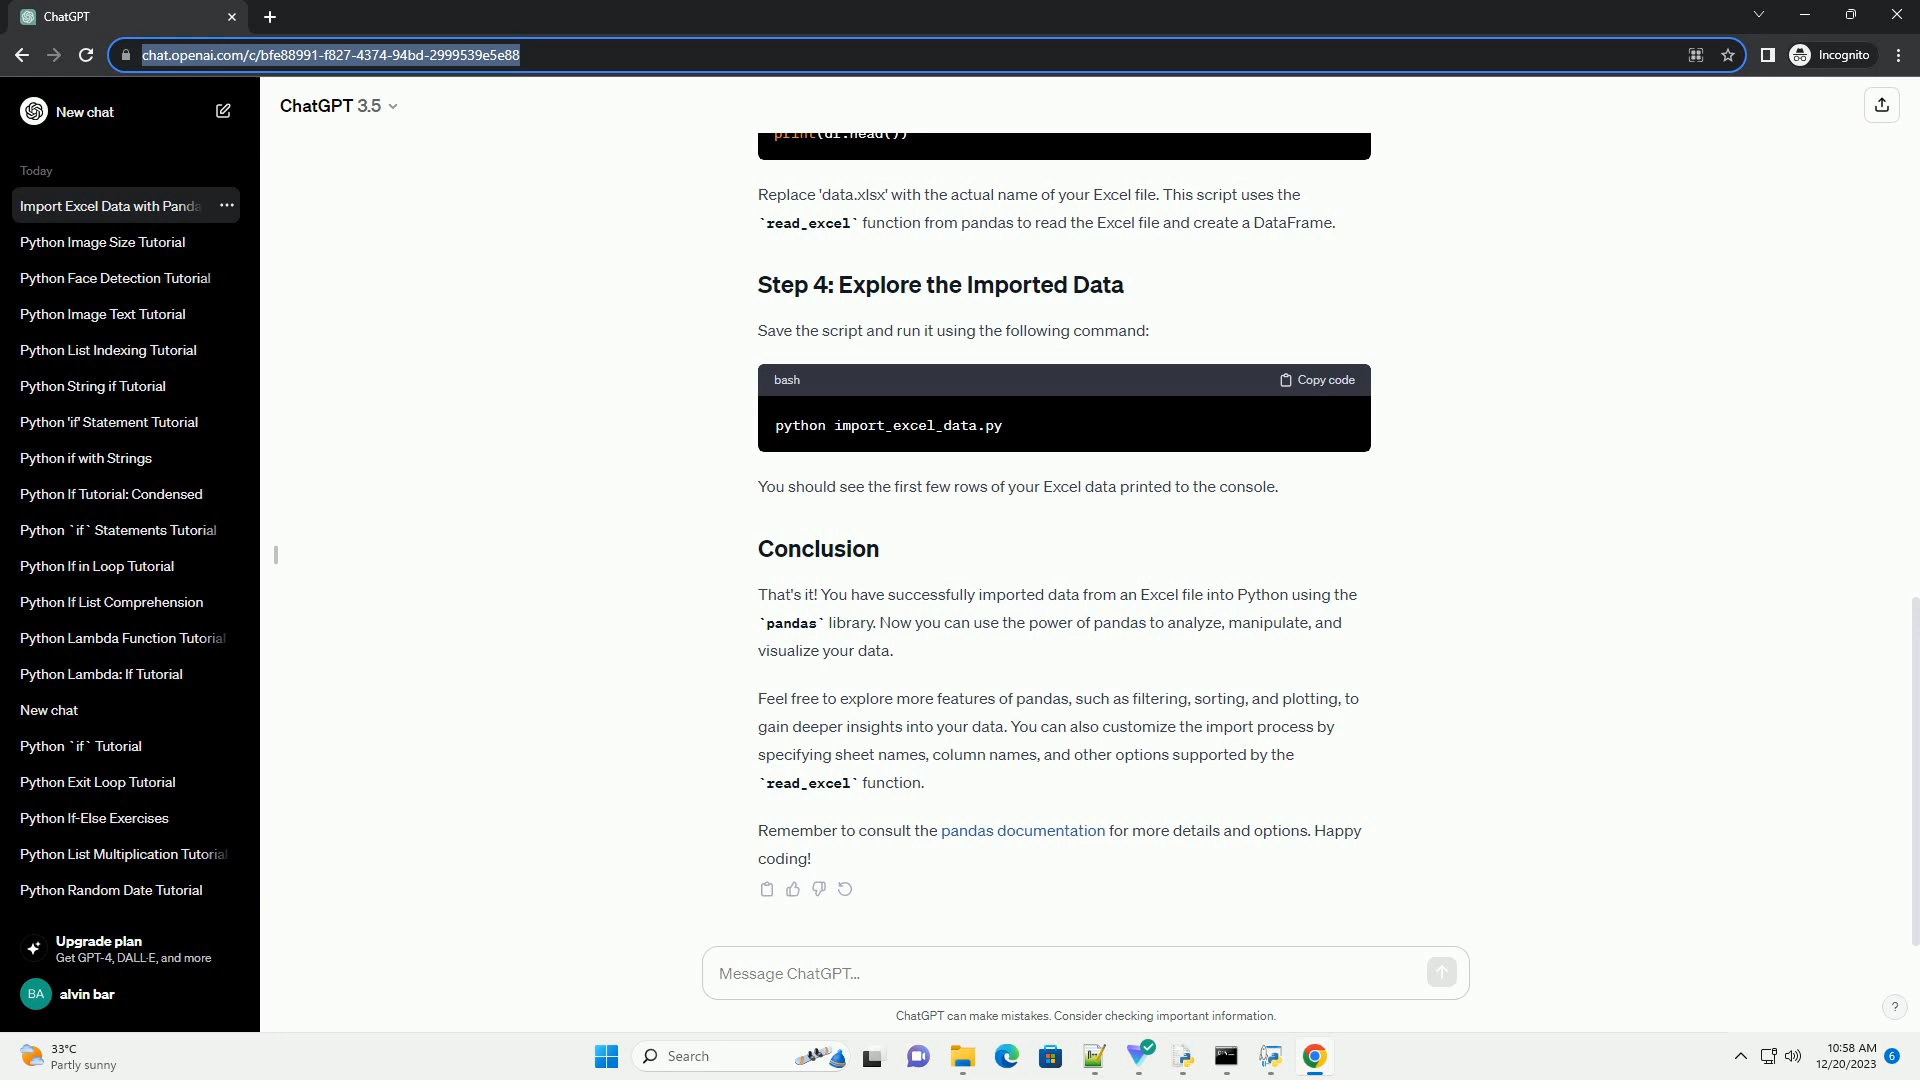 ChatGPT
chat.openai.com/c/bfe88991-f827-4374-94bd-2999539e5e88
Incognito
New chat
Today
Import Excel Data with Panda
Python Image Size Tutorial
Python Face Detection Tutorial
Python Image Text Tutorial
Python List Indexing Tutorial
Python String if Tutorial
Python 'if' Statement Tutorial
Python if with Strings
Python If Tutorial: Condensed
Python `if` Statements Tutorial
Python If in Loop Tutorial
Python If List Comprehension
Python Lambda Function Tutorial
Python Lambda: If Tutorial
New chat
Python `if` Tutorial
Python Exit Loop Tutorial
Python If-Else Exercises
Python List Multiplication Tutorial
Python Random Date Tutorial
Upgrade plan
Get GPT-4, DALL·E, and more
BA alvin bar
ChatGPT 3.5
print(df.head())
Replace 'data.xlsx' with the actual name of your Excel file. This script uses the
`read_excel` function from pandas to read the Excel file and create a DataFrame.
Step 4: Explore the Imported Data
Save the script and run it using the following command:
bash Copy code
python import_excel_data.py
You should see the first few rows of your Excel data printed to the console.
Conclusion
That's it! You have successfully imported data from an Excel file into Python using the
`pandas` library. Now you can use the power of pandas to analyze, manipulate, and
visualize your data.
Feel free to explore more features of pandas, such as filtering, sorting, and plotting, to
gain deeper insights into your data. You can also customize the import process by
specifying sheet names, column names, and other options supported by the
`read_excel` function.
Remember to consult the pandas documentation for more details and options. Happy
coding!
Message ChatGPT...
ChatGPT can make mistakes. Consider checking important information.
?
33°C
Partly sunny
Search
10:58 AM
12/20/2023
6